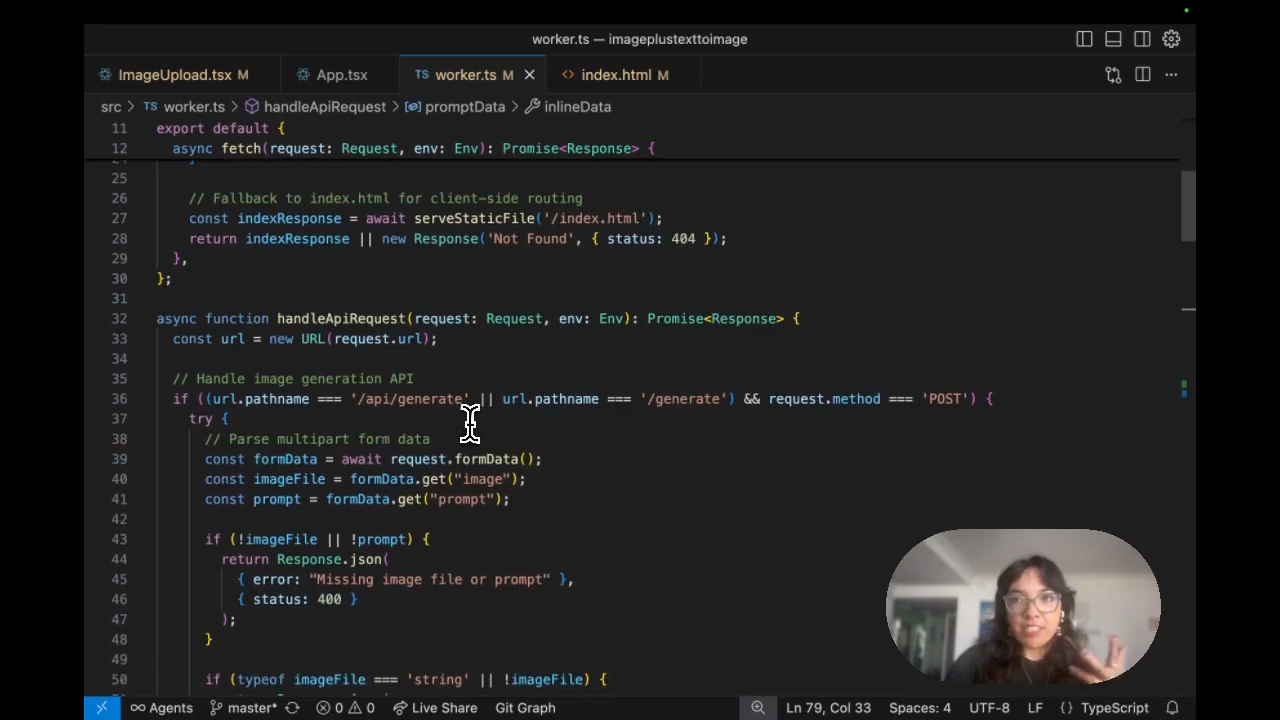 worker.ts — imageplustexttoimage
ImageUpload.tsx M
App.tsx
TS worker.ts M
<> index.html M
src > TS worker.ts > handleApiRequest > promptData > inlineData
11 export default {
12 async fetch(request: Request, env: Env): Promise<Response> {
25
26 // Fallback to index.html for client-side routing
27 const indexResponse = await serveStaticFile('/index.html');
28 return indexResponse || new Response('Not Found', { status: 404 });
29 },
30 };
31
32 async function handleApiRequest(request: Request, env: Env): Promise<Response> {
33 const url = new URL(request.url);
34
35 // Handle image generation API
36 if ((url.pathname === '/api/generate' || url.pathname === '/generate') && request.method === 'POST') {
37 try {
38 // Parse multipart form data
39 const formData = await request.formData();
40 const imageFile = formData.get("image");
41 const prompt = formData.get("prompt");
42
43 if (!imageFile || !prompt) {
44 return Response.json(
45 { error: "Missing image file or prompt" },
46 { status: 400 }
47 );
48 }
49
50 if (typeof imageFile === 'string' || !imageFile) {
Agents master* 0 0 Live Share Git Graph Ln 79, Col 33 Spaces: 4 UTF-8 LF {} TypeScript